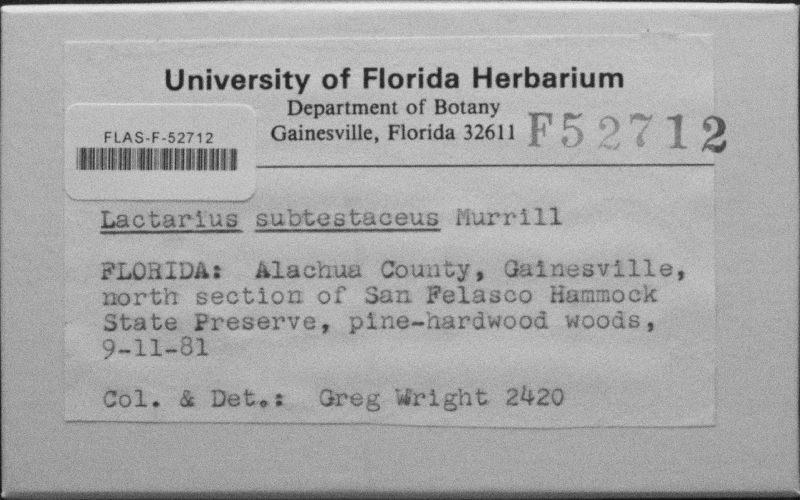 University of Florida Herbarium
Department of Botany
Gainesville, Florida 32611
F52712
FLAS-F-52712
Lactarius subtestaceus Murrill
FLORIDA: Alachua County, Gainesville,
north section of San Felasco Hammock
State Preserve, pine-hardwood woods,
9-11-81
Col. & Det.: Greg Wright 2420